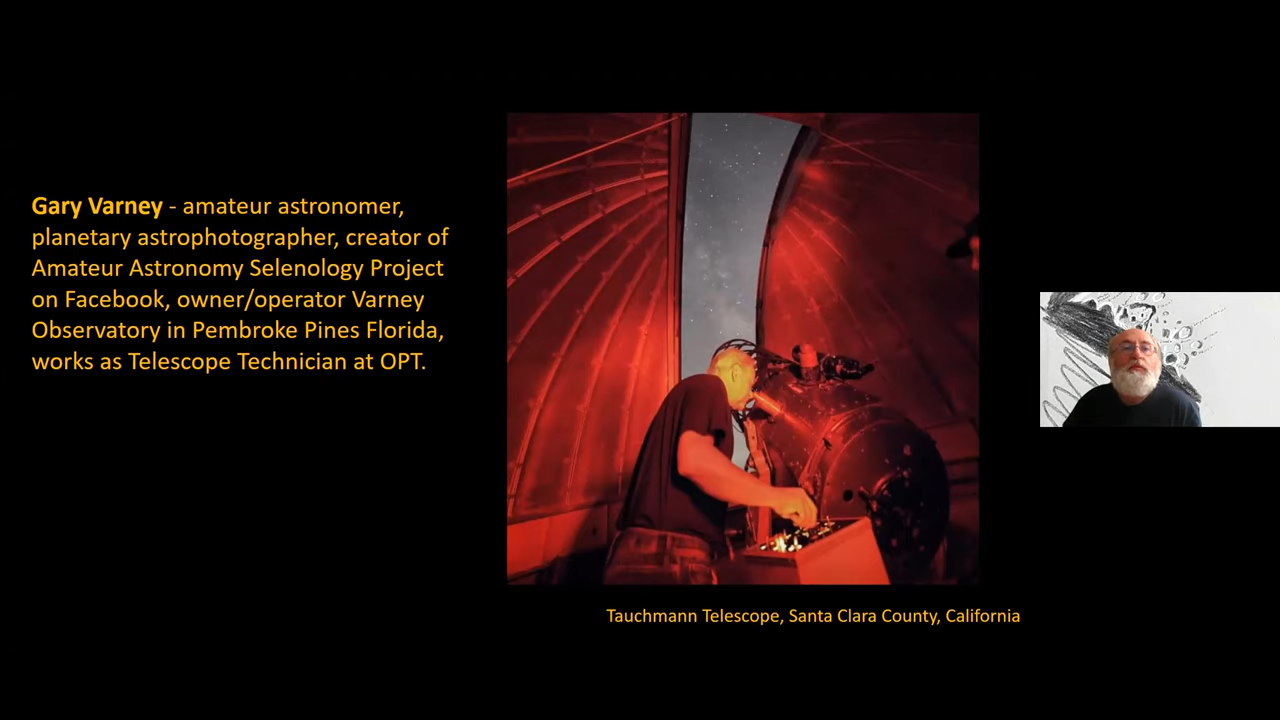 Gary Varney - amateur astronomer,
planetary astrophotographer, creator of
Amateur Astronomy Selenology Project
on Facebook, owner/operator Varney
Observatory in Pembroke Pines Florida,
works as Telescope Technician at OPT.
Tauchmann Telescope, Santa Clara County, California